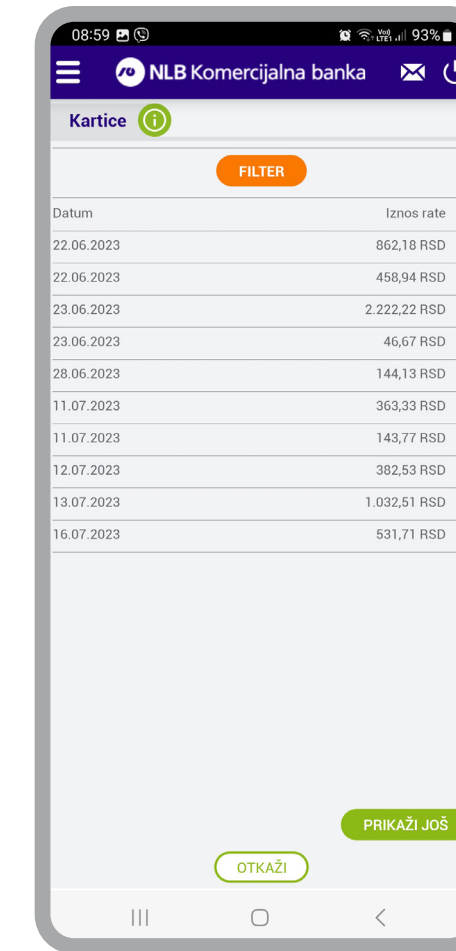 08:59 Vo) LTE1 93%
NLB Komercijalna banka
Kartice i
FILTER
Datum Iznos rate
22.06.2023 862,18 RSD
22.06.2023 458,94 RSD
23.06.2023 2.222,22 RSD
23.06.2023 46,67 RSD
28.06.2023 144,13 RSD
11.07.2023 363,33 RSD
11.07.2023 143,77 RSD
12.07.2023 382,53 RSD
13.07.2023 1.032,51 RSD
16.07.2023 531,71 RSD
PRIKAŽI JOŠ
OTKAŽI